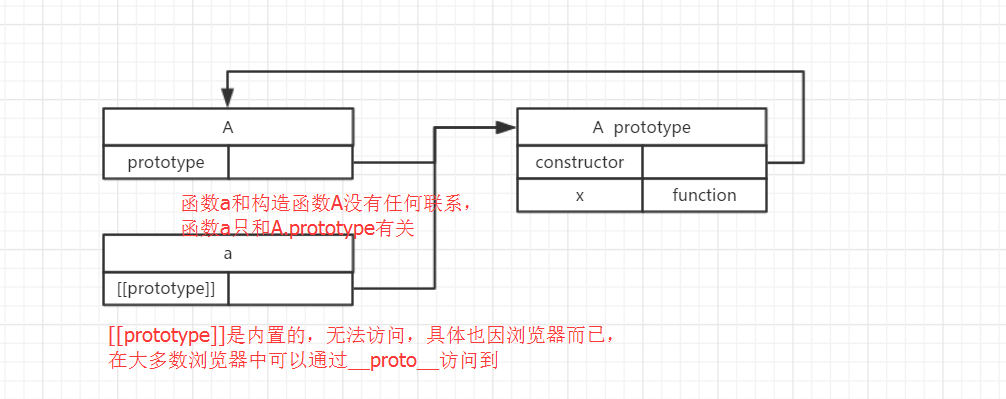 A
prototype
A prototype
constructor
x function
函数a和构造函数A没有任何联系，
函数a只和A.prototype有关
a
[[prototype]]
[[prototype]]是内置的，无法访问，具体也因浏览器而已，
在大多数浏览器中可以通过__proto__访问到